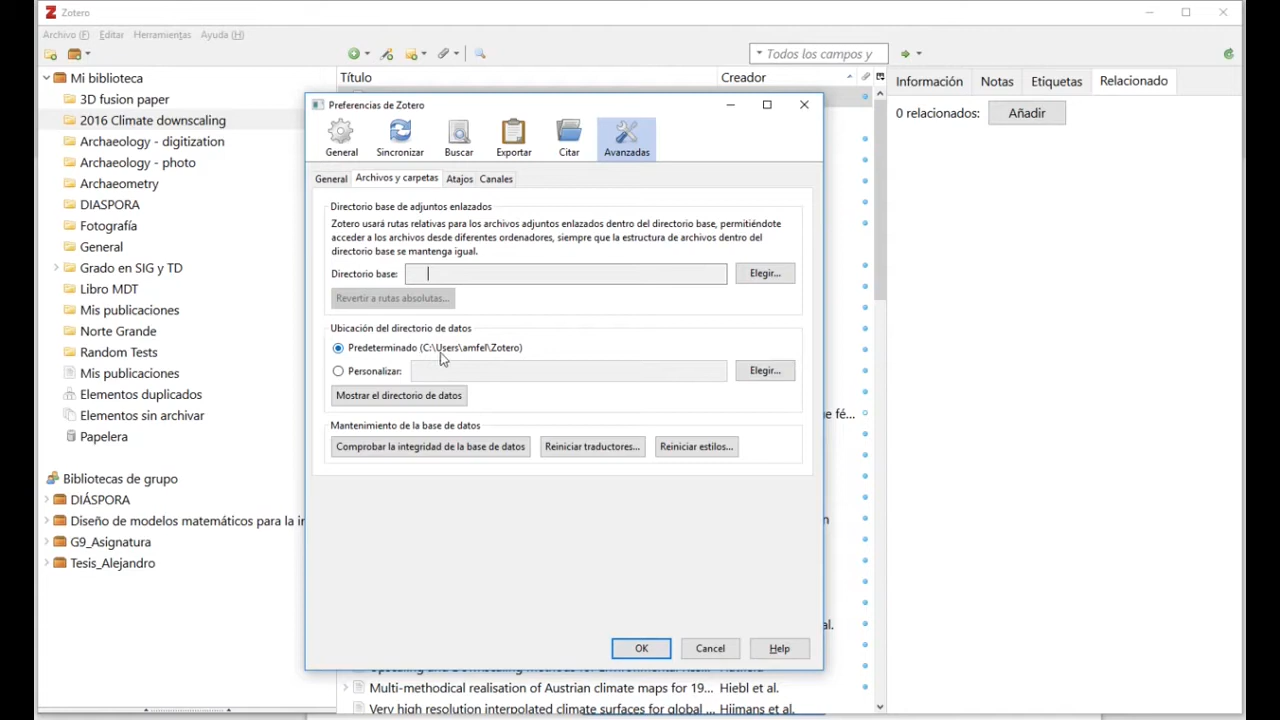 Zotero
Archivo (F) Editar Herramientas Ayuda (H)
Todos los campos y
Mi biblioteca
3D fusion paper
2016 Climate downscaling
Archaeology - digitization
Archaeology - photo
Archaeometry
DIASPORA
Fotografía
General
Grado en SIG y TD
Libro MDT
Mis publicaciones
Norte Grande
Random Tests
Mis publicaciones
Elementos duplicados
Elementos sin archivar
Papelera
Bibliotecas de grupo
DIÁSPORA
Diseño de modelos matemáticos para la in
G9_Asignatura
Tesis_Alejandro
Título Creador
Preferencias de Zotero
General Sincronizar Buscar Exportar Citar Avanzadas
General Archivos y carpetas Atajos Canales
Directorio base de adjuntos enlazados
Zotero usará rutas relativas para los archivos adjuntos enlazados dentro del directorio base, permitiéndote
acceder a los archivos desde diferentes ordenadores, siempre que la estructura de archivos dentro del
directorio base se mantenga igual.
Directorio base: Elegir...
Revertir a rutas absolutas...
Ubicación del directorio de datos
Predeterminado (C:\Users\amfel\Zotero)
Personalizar: Elegir...
Mostrar el directorio de datos
Mantenimiento de la base de datos
Comprobar la integridad de la base de datos Reiniciar traductores... Reiniciar estilos...
OK Cancel Help
ue fé...
al.
Multi-methodical realisation of Austrian climate maps for 19... Hiebl et al.
Very high resolution interpolated climate surfaces for global ... Hijmans et al.
Información Notas Etiquetas Relacionado
0 relacionados: Añadir